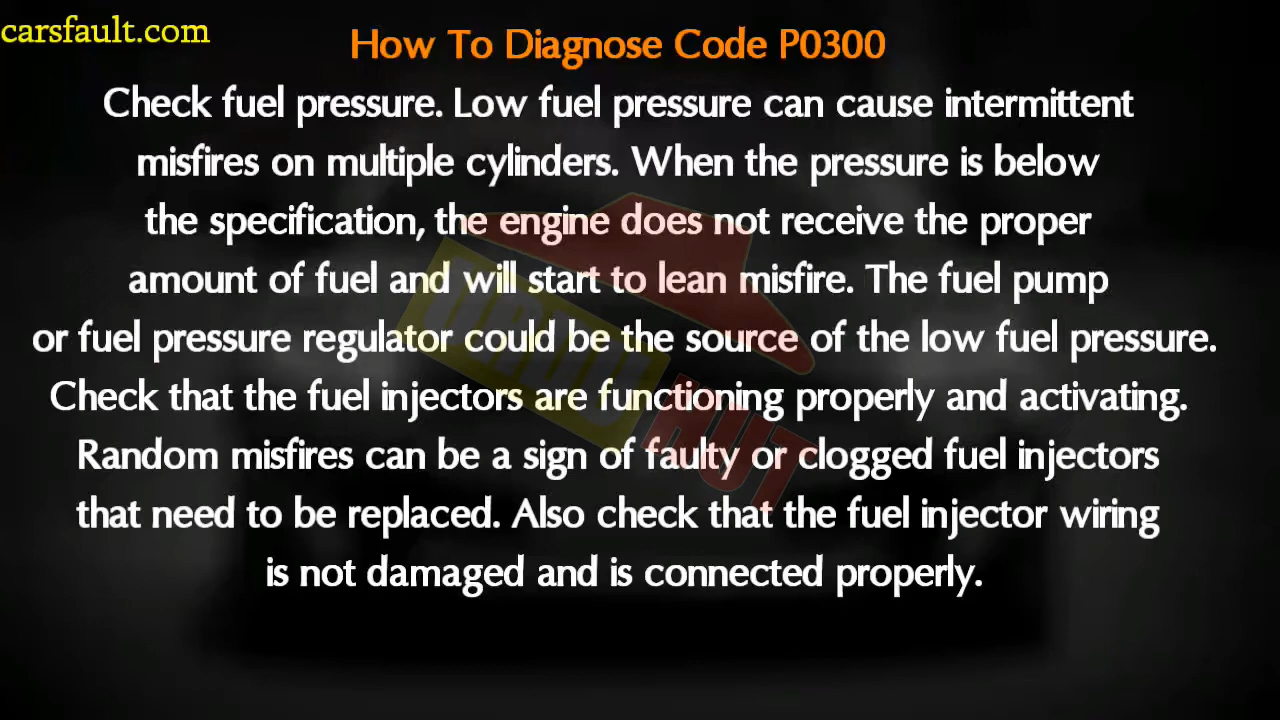 carsfault.com
How To Diagnose Code P0300
Check fuel pressure. Low fuel pressure can cause intermittent
misfires on multiple cylinders. When the pressure is below
the specification, the engine does not receive the proper
amount of fuel and will start to lean misfire. The fuel pump
or fuel pressure regulator could be the source of the low fuel pressure.
Check that the fuel injectors are functioning properly and activating.
Random misfires can be a sign of faulty or clogged fuel injectors
that need to be replaced. Also check that the fuel injector wiring
is not damaged and is connected properly.